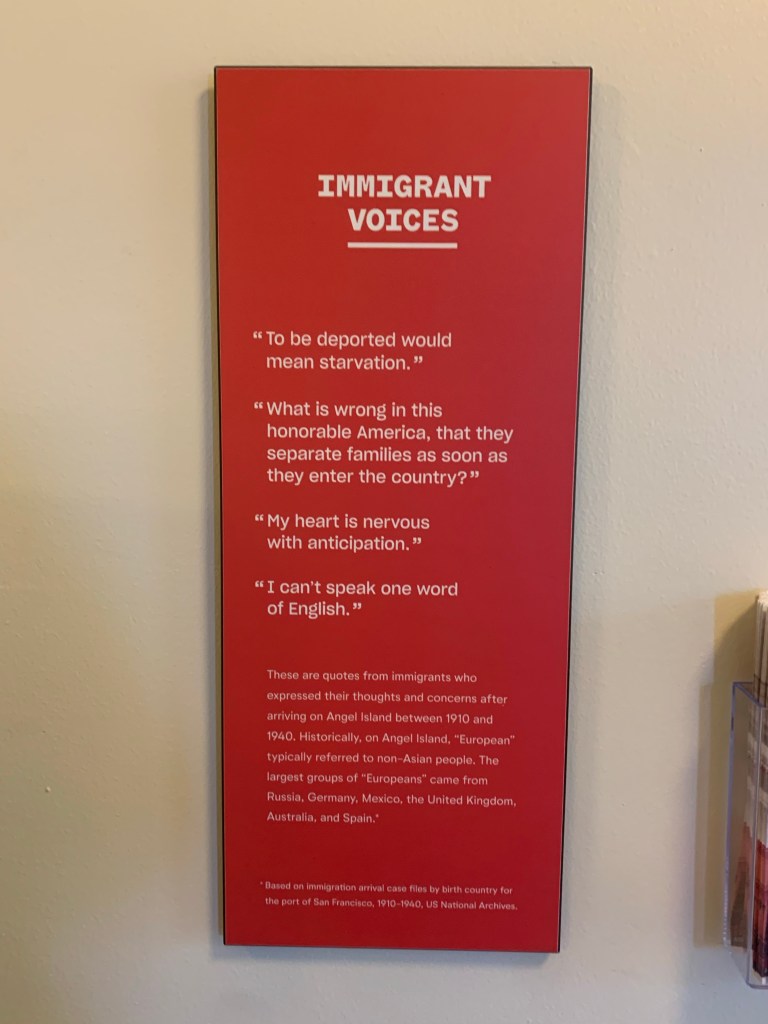 IMMIGRANT
VOICES
“To be deported would
mean starvation.”
“What is wrong in this
honorable America, that they
separate families as soon as
they enter the country?”
“My heart is nervous
with anticipation.”
“I can’t speak one word
of English.”
These are quotes from immigrants who
expressed their thoughts and concerns after
arriving on Angel Island between 1910 and
1940. Historically, on Angel Island, “European”
typically referred to non-Asian people. The
largest groups of “Europeans” came from
Russia, Germany, Mexico, the United Kingdom,
Australia, and Spain.*
* Based on immigration arrival case files by birth country for
the port of San Francisco, 1910–1940, US National Archives.